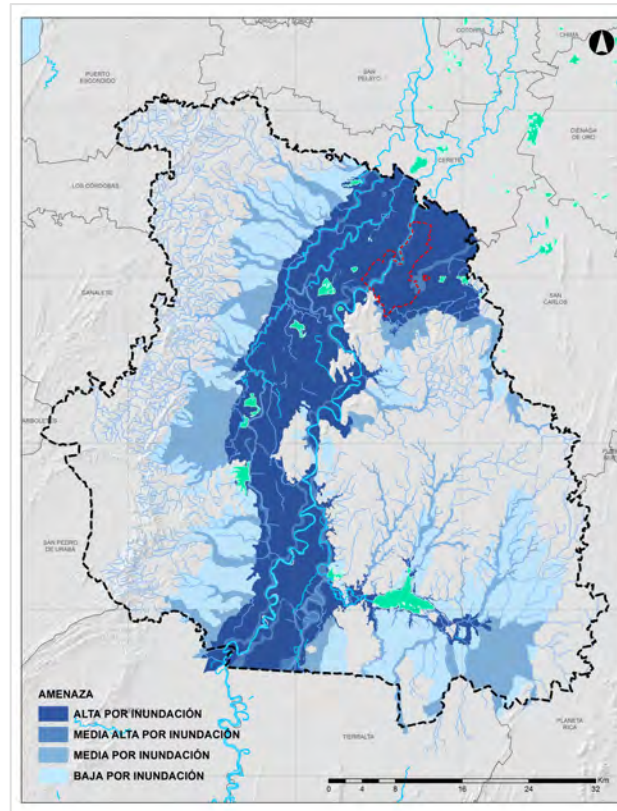 COTORRA
CHIMA
SAN
PELAYO
PUERTO
ESCONDIDO
CIÉNAGA
DE ORO
CERETÉ
LOS CÓRDOBAS
SAN
CARLOS
CANALETE
ARBOLETES
SAN PEDRO
DE URABÁ
AMENAZA
ALTA POR INUNDACIÓN
MEDIA ALTA POR INUNDACIÓN
MEDIA POR INUNDACIÓN
BAJA POR INUNDACIÓN
TIERRALTA
PLANETA
RICA
Km
0 4 8 16 24 32